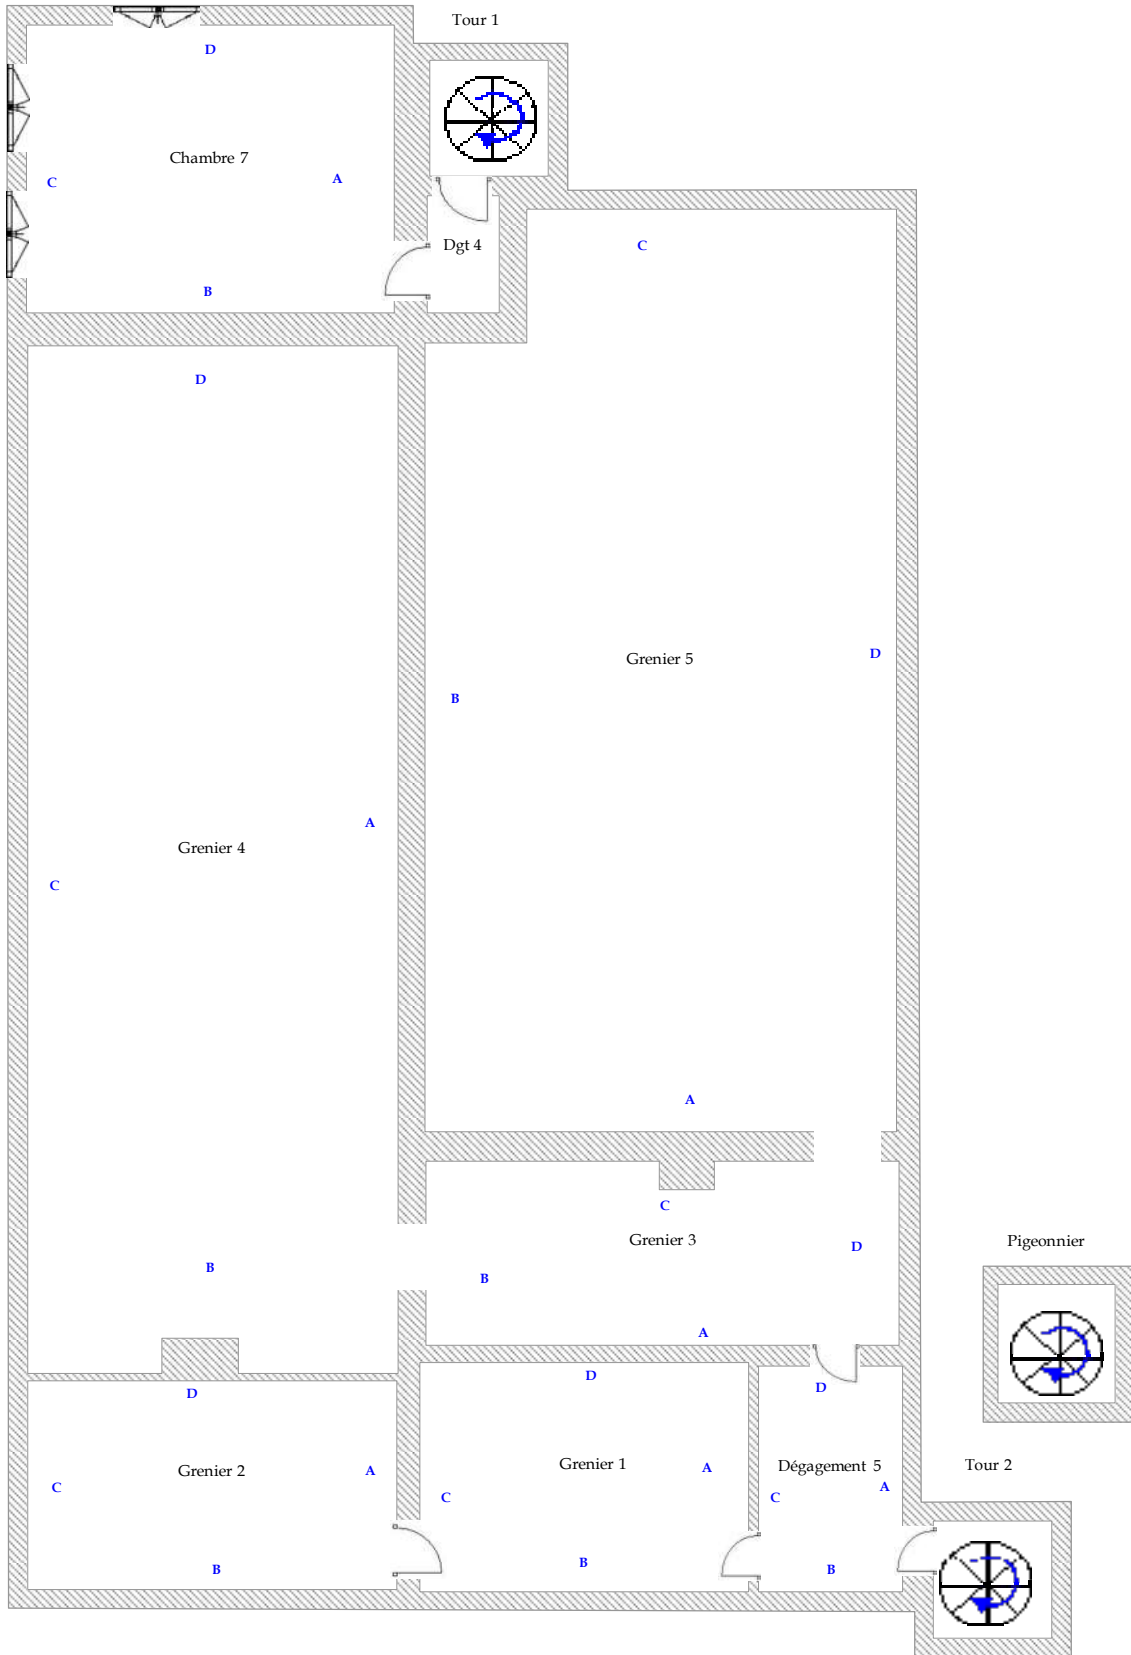 Tour 1
D
Chambre 7
C
A
B
Dgt 4
C
D
Grenier 5
D
B
A
Grenier 4
C
A
C
Grenier 3
D
B
B
A
Pigeonnier
D
D
D
Grenier 2
A
C
Grenier 1
A
C
Dégagement 5
A
C
Tour 2
B
B
B